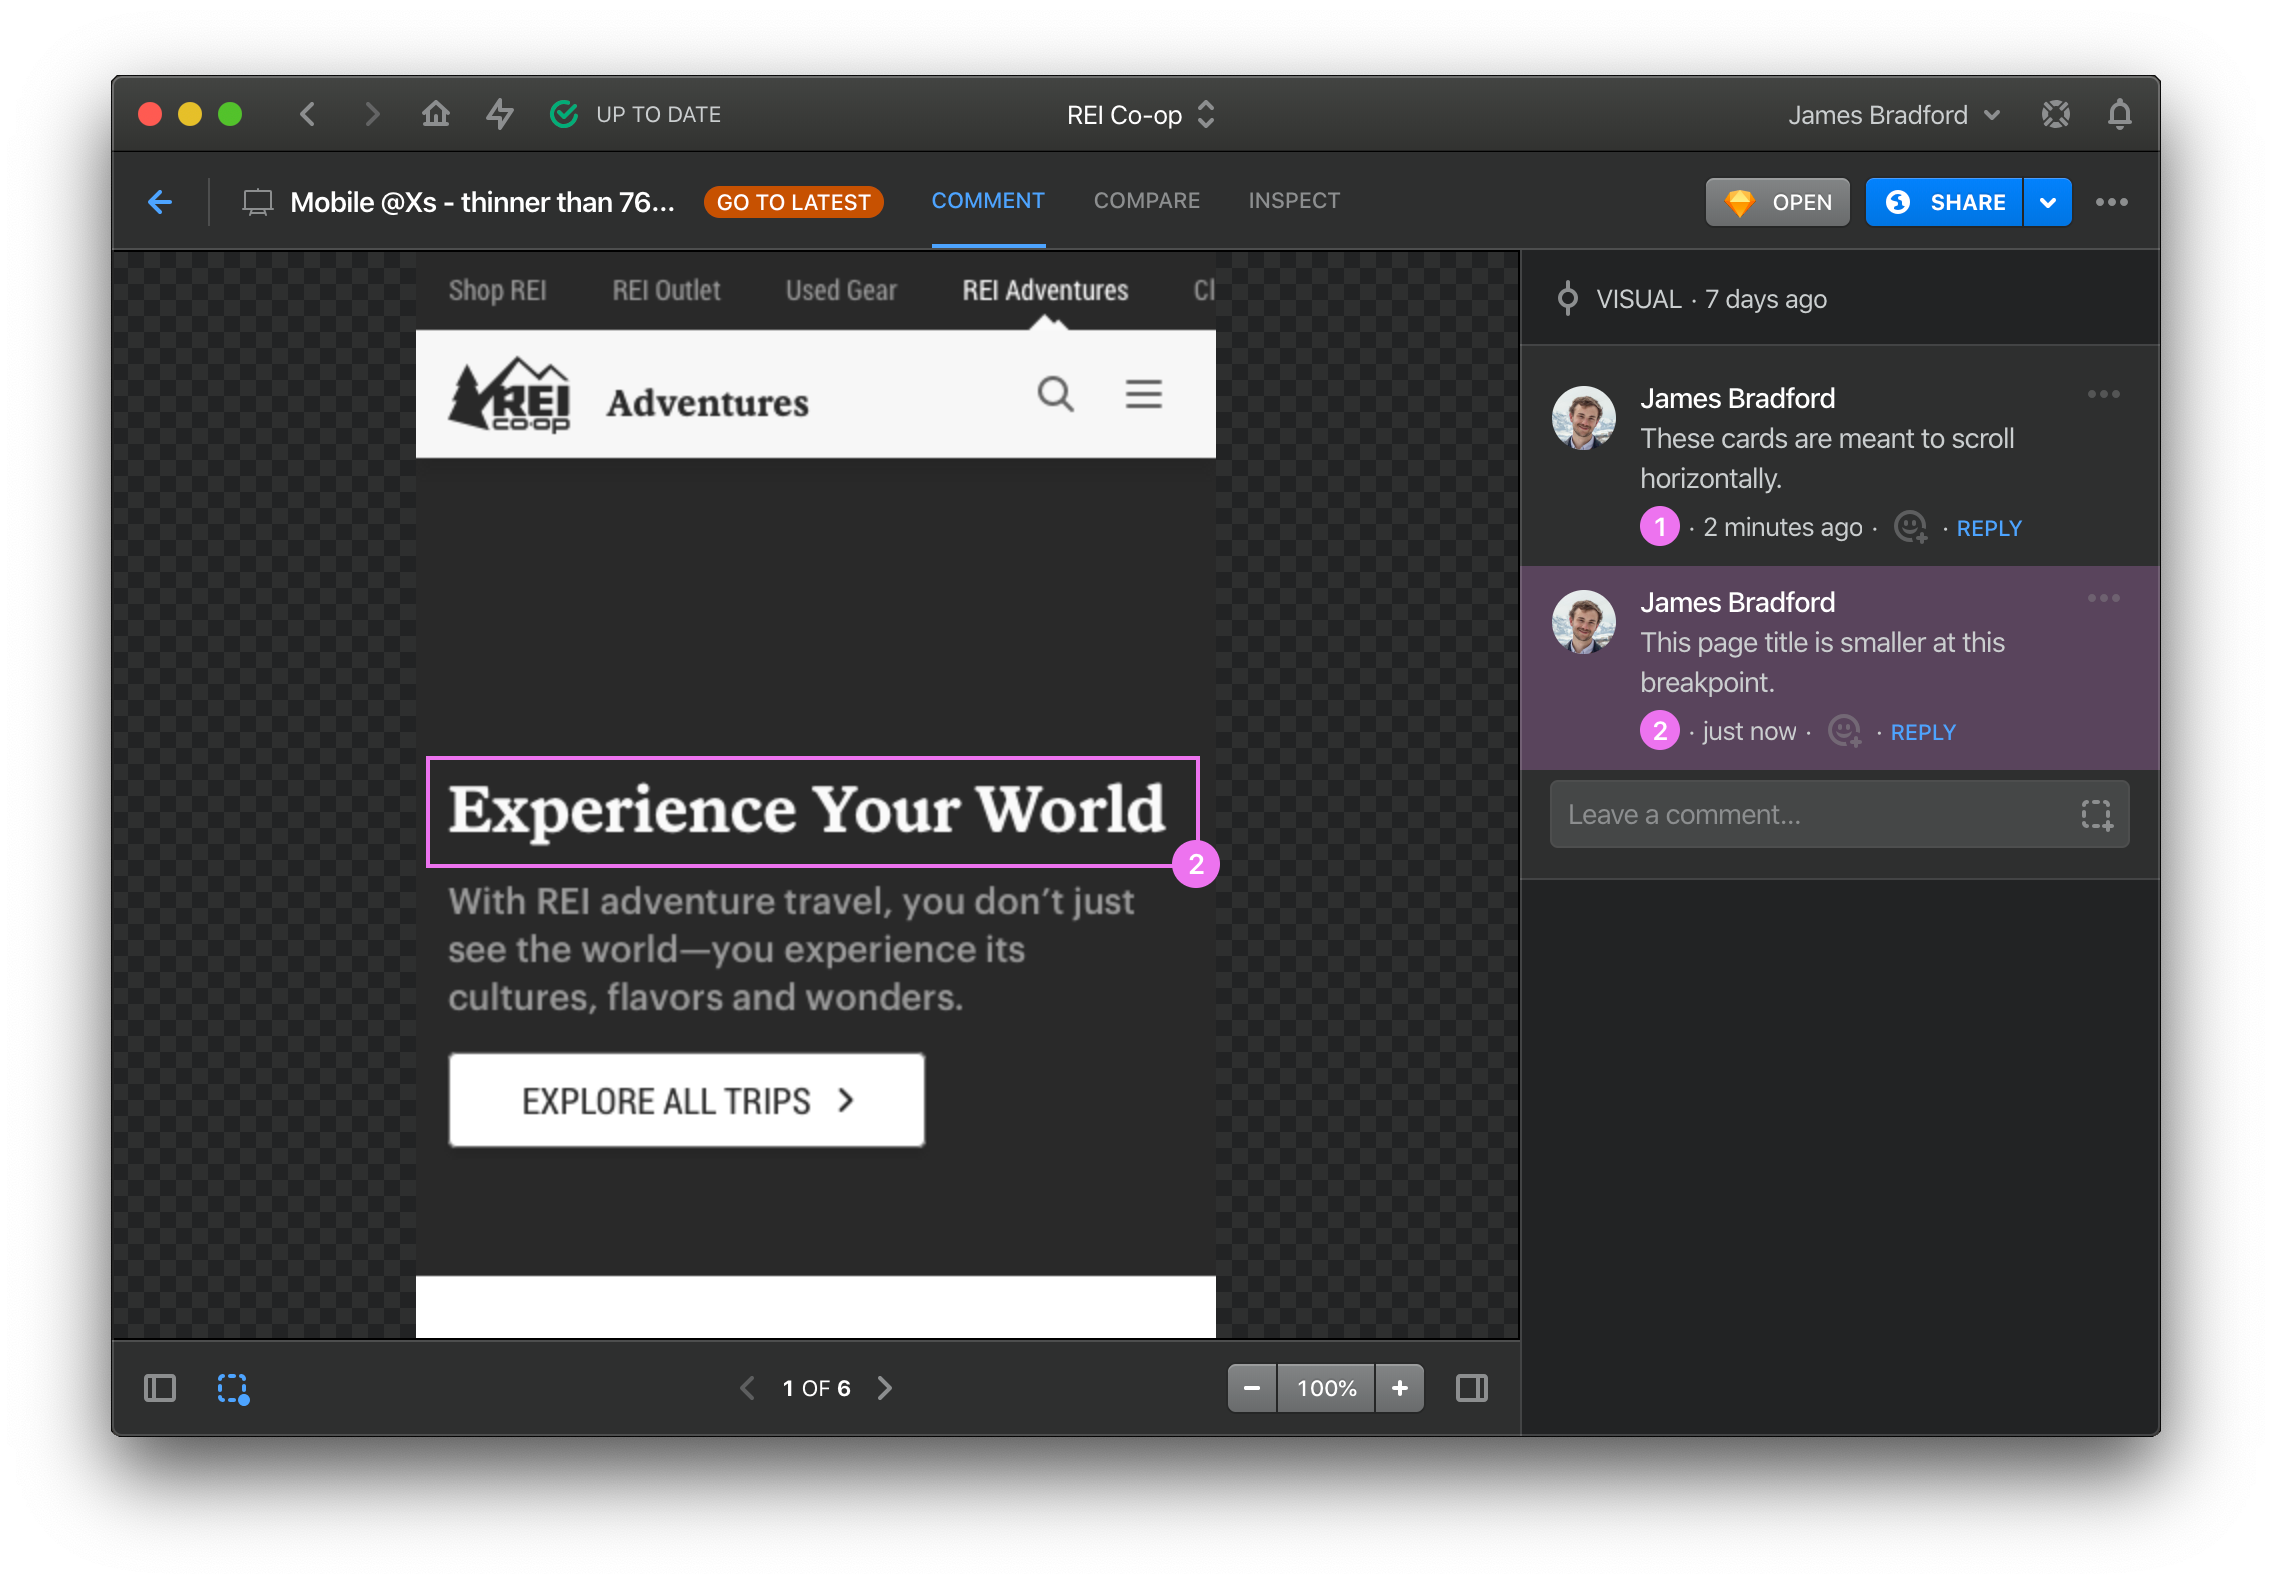 UP TO DATE
REI Co-op
James Bradford
Mobile @Xs - thinner than 76...
GO TO LATEST
COMMENT
COMPARE
INSPECT
OPEN
SHARE
Shop REI
REI Outlet
Used Gear
REI Adventures
Cl
REI
CO·OP
Adventures
Experience Your World
2
With REI adventure travel, you don’t just
see the world—you experience its
cultures, flavors and wonders.
EXPLORE ALL TRIPS
1 OF 6
100%
VISUAL · 7 days ago
James Bradford
These cards are meant to scroll
horizontally.
1 · 2 minutes ago · · REPLY
James Bradford
This page title is smaller at this
breakpoint.
2 · just now · · REPLY
Leave a comment...